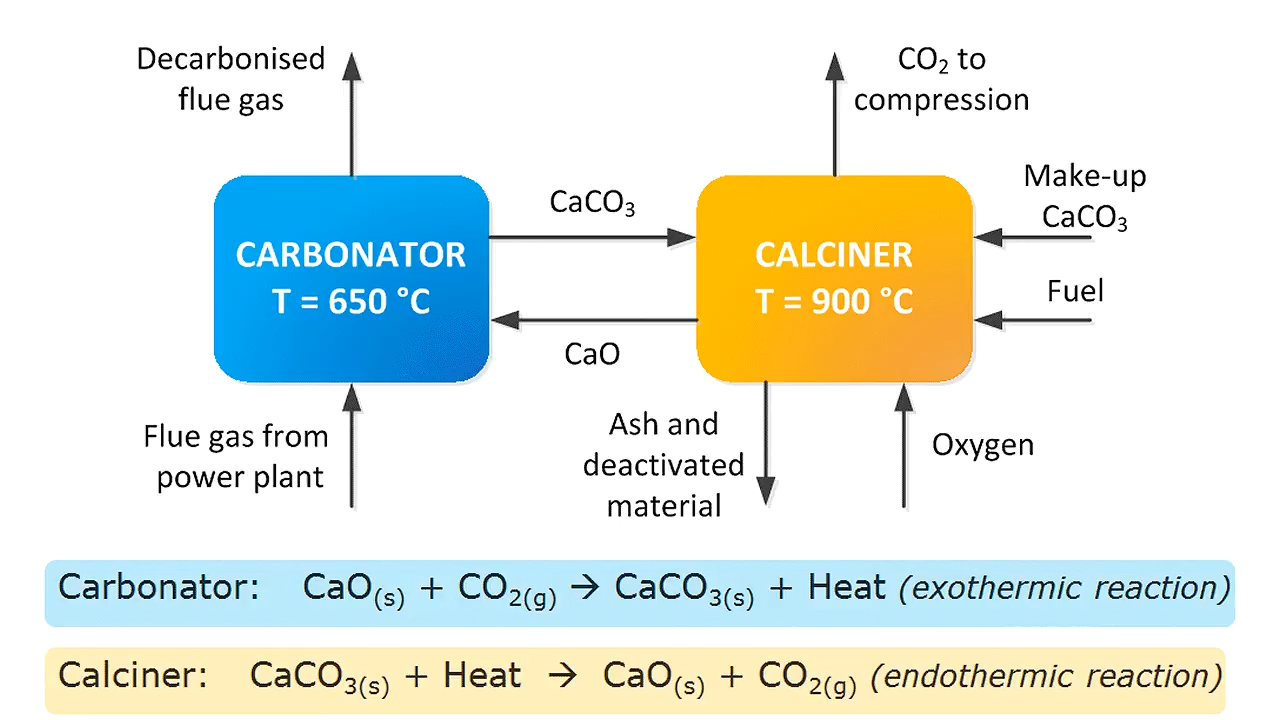 Decarbonised
flue gas
CO₂ to
compression
Make-up
CaCO₃
CaCO₃
CARBONATOR
T = 650 °C
CALCINER
T = 900 °C
Fuel
CaO
Flue gas from
power plant
Ash and
deactivated
material
Oxygen
Carbonator: CaO(s) + CO₂(g) → CaCO₃(s) + Heat (exothermic reaction)
Calciner: CaCO₃(s) + Heat → CaO(s) + CO₂(g) (endothermic reaction)